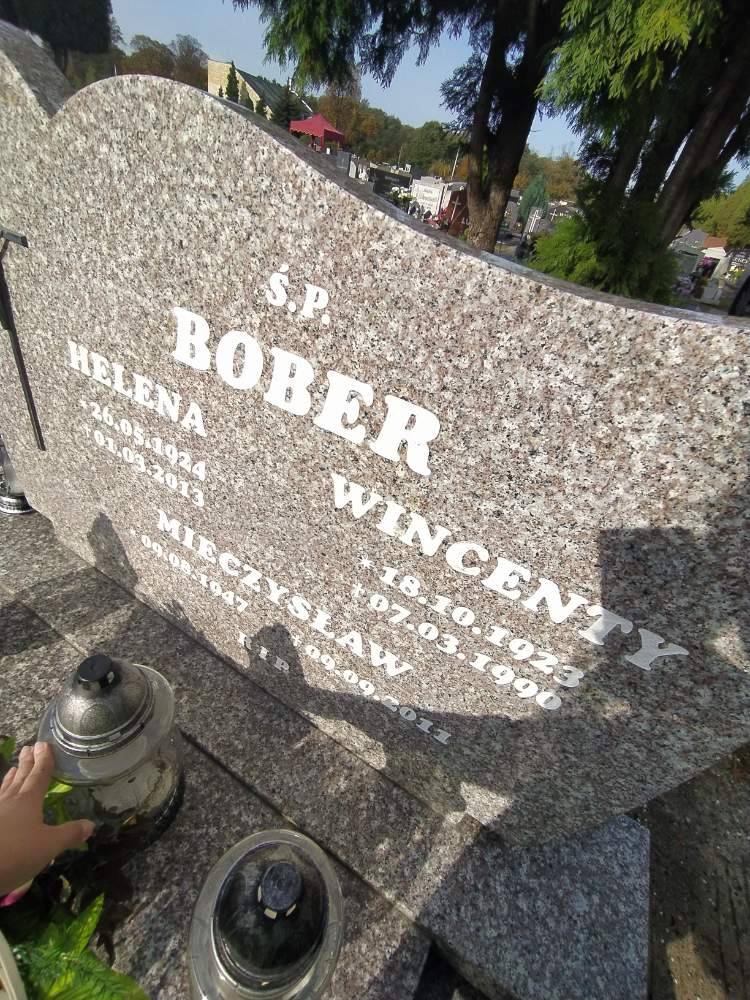 Ś.P.
BOBER
HELENA
*26.05.1924
†01.05.2013
WINCENTY
*18.10.1923
†07.03.1990
MIECZYSŁAW
*09.08.1947 †09.09.2011
R.I.P.